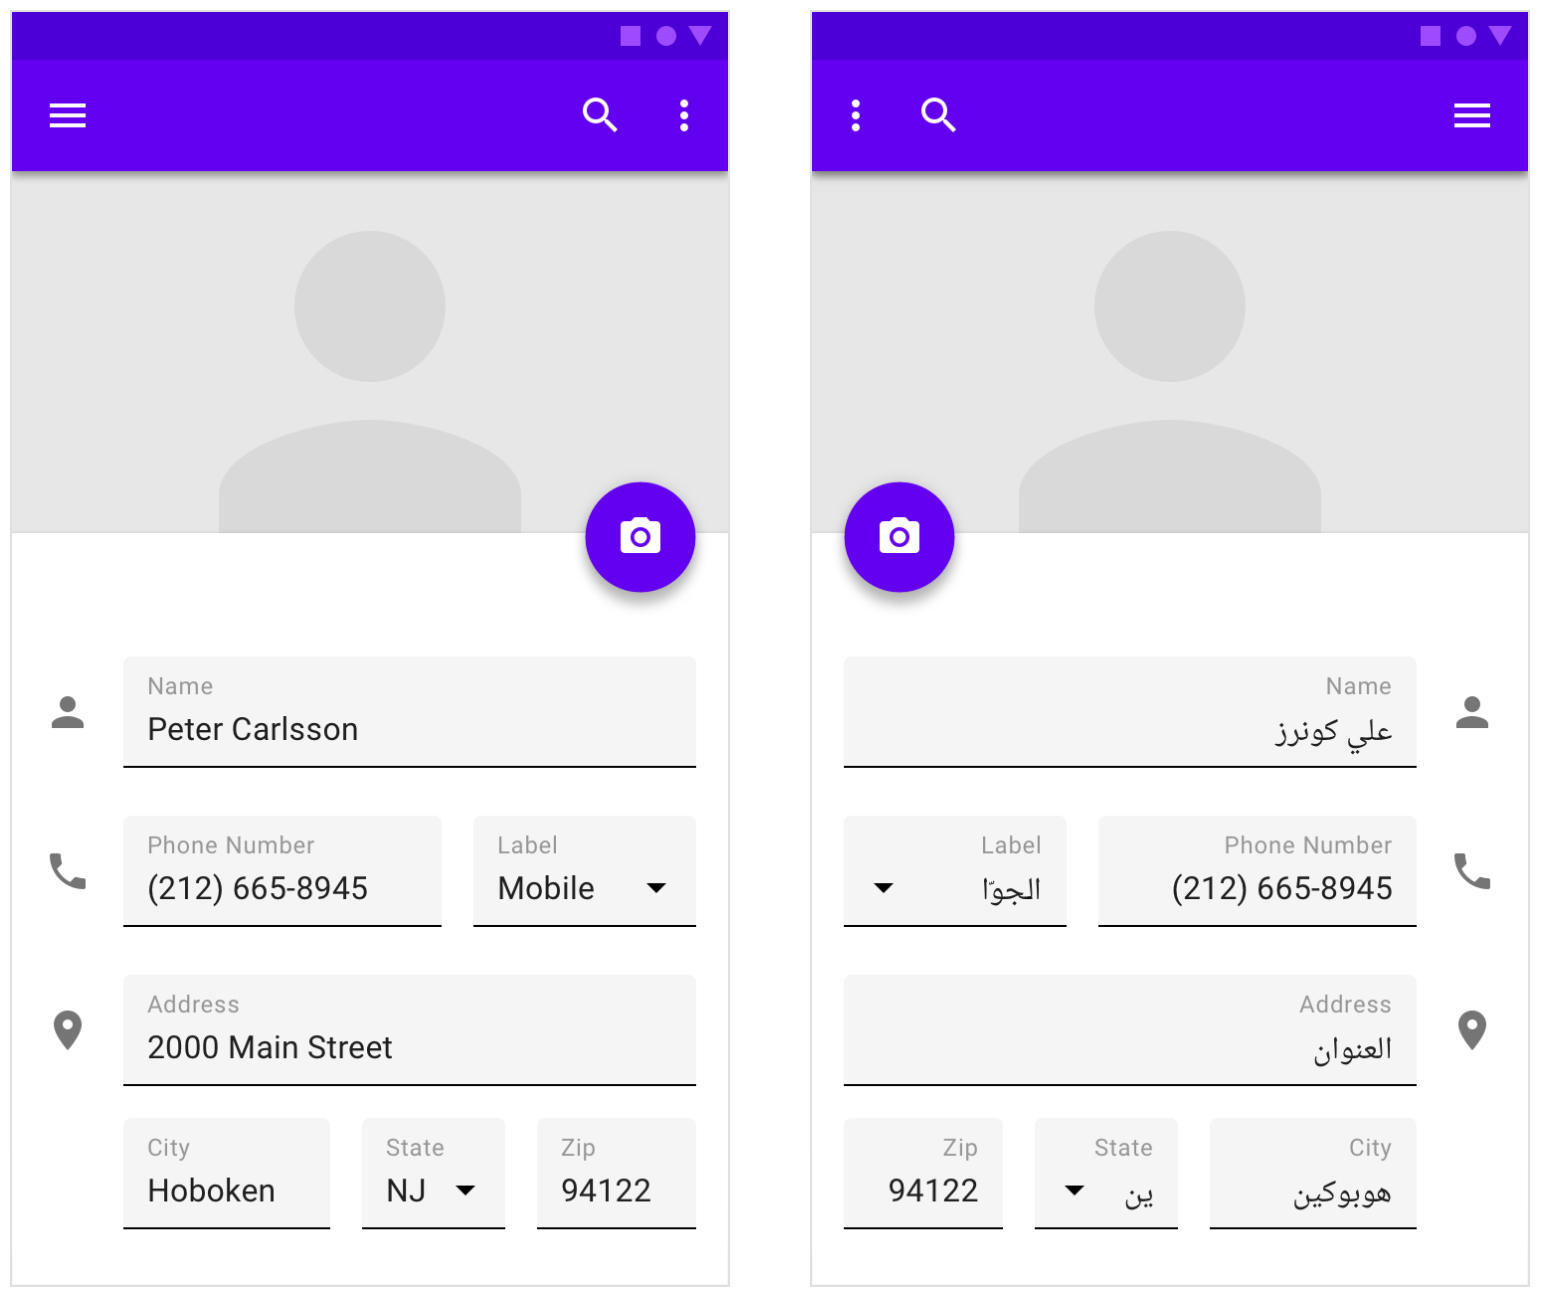 Name
Peter Carlsson
Phone Number
(212) 665-8945
Label
Mobile
Address
2000 Main Street
City
Hoboken
State
NJ
Zip
94122
Name
علي كونرز
Phone Number
(212) 665-8945
Label
الجوّا
Address
العنوان
City
هوبوكين
State
ين
Zip
94122